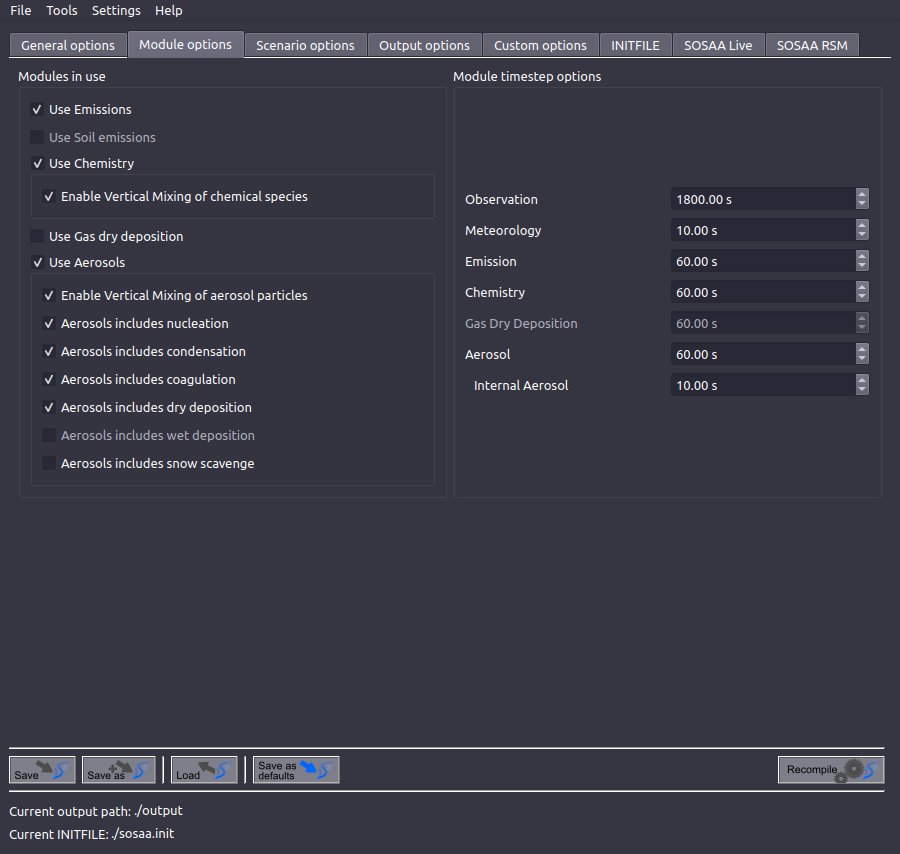 File Tools Settings Help
General options Module options Scenario options Output options Custom options INITFILE SOSAA Live SOSAA RSM
Modules in use
Use Emissions
Use Soil emissions
Use Chemistry
Enable Vertical Mixing of chemical species
Use Gas dry deposition
Use Aerosols
Enable Vertical Mixing of aerosol particles
Aerosols includes nucleation
Aerosols includes condensation
Aerosols includes coagulation
Aerosols includes dry deposition
Aerosols includes wet deposition
Aerosols includes snow scavenge
Module timestep options
Observation 1800.00 s
Meteorology 10.00 s
Emission 60.00 s
Chemistry 60.00 s
Gas Dry Deposition 60.00 s
Aerosol 60.00 s
Internal Aerosol 10.00 s
Save
Save as
Load
Save as
defaults
Recompile
Current output path: ./output
Current INITFILE: ./sosaa.init